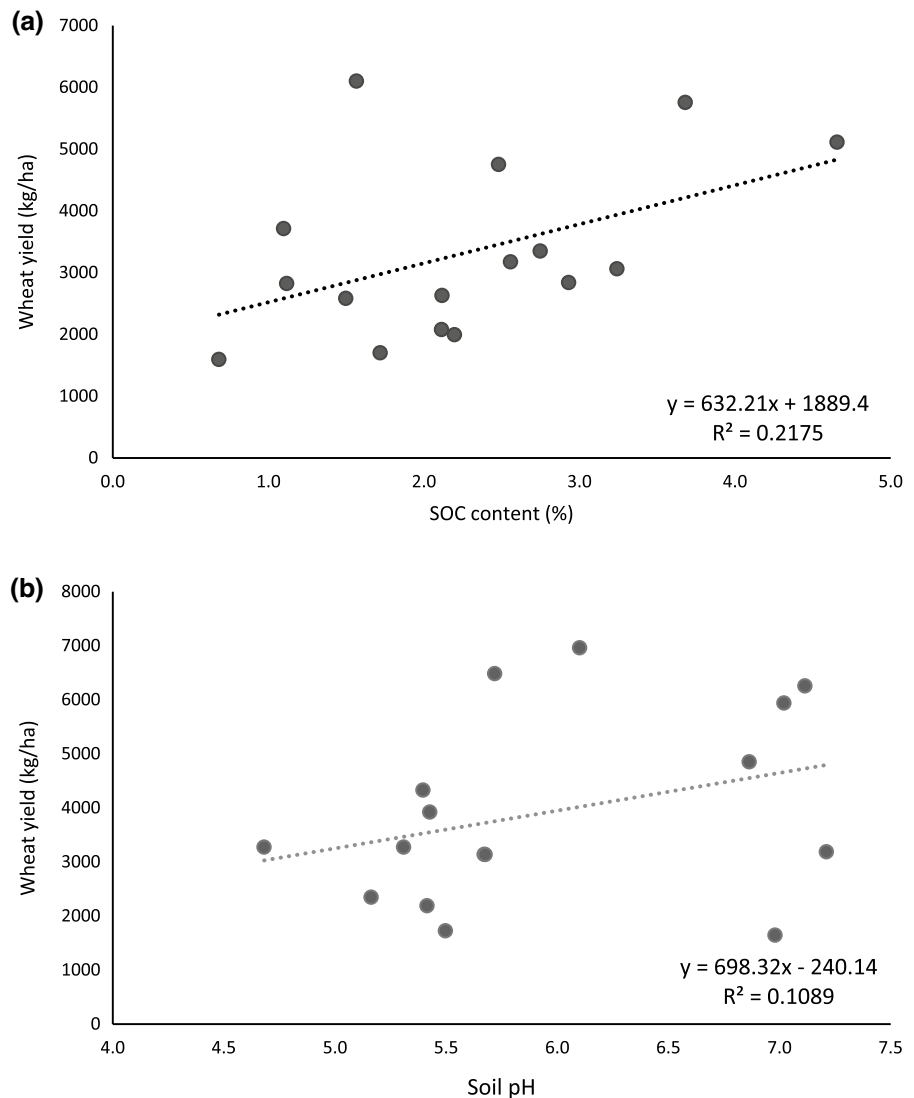 (a)
7000
6000
5000
4000
3000
2000
1000
0
Wheat yield (kg/ha)
y = 632.21x + 1889.4
R² = 0.2175
0.0 1.0 2.0 3.0 4.0 5.0
SOC content (%)
(b)
8000
7000
6000
5000
4000
3000
2000
1000
0
Wheat yield (kg/ha)
y = 698.32x - 240.14
R² = 0.1089
4.0 4.5 5.0 5.5 6.0 6.5 7.0 7.5
Soil pH